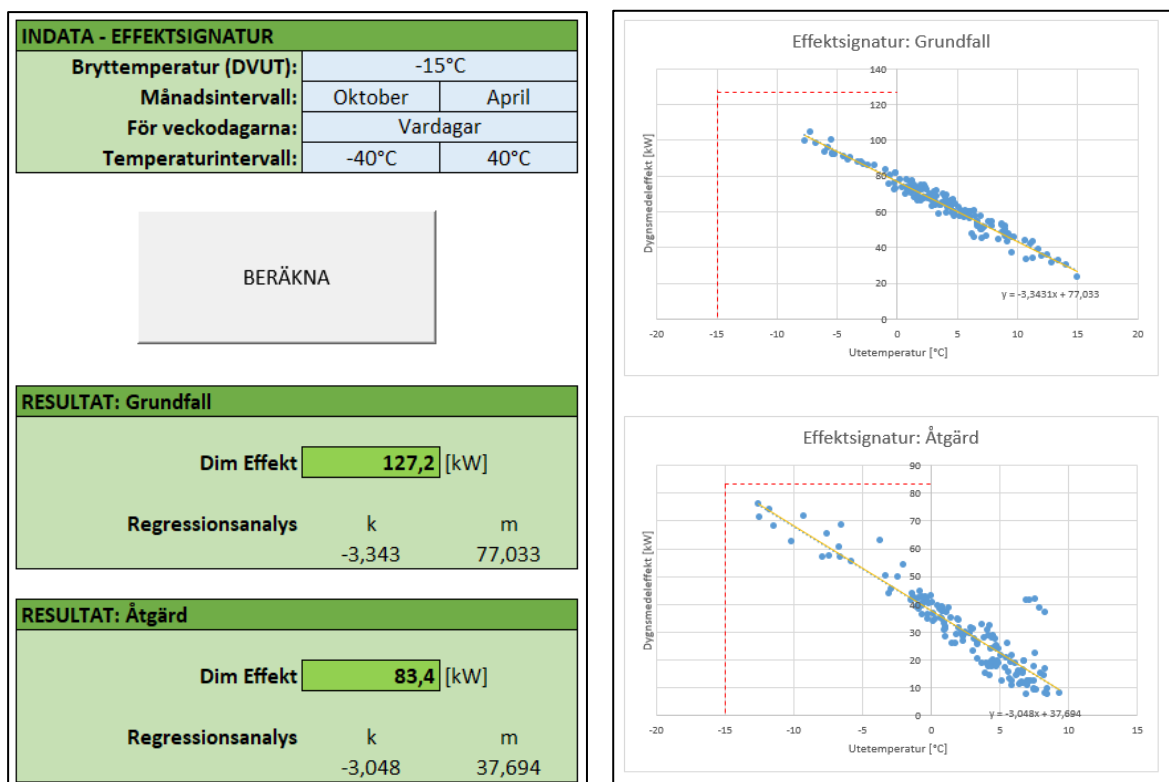 INDATA - EFFEKTSIGNATUR
Bryttemperatur (DVUT): -15°C
Månadsintervall: Oktober April
För veckodagarna: Vardagar
Temperaturintervall: -40°C 40°C
BERÄKNA
RESULTAT: Grundfall
Dim Effekt 127,2 [kW]
Regressionsanalys k m
-3,343 77,033
RESULTAT: Åtgärd
Dim Effekt 83,4 [kW]
Regressionsanalys k m
-3,048 37,694
Effektsignatur: Grundfall
Dygnsmedeleffekt [kW]
140
120
100
80
60
40
20
0
y = -3,3431x + 77,033
-20 -15 -10 -5 0 5 10 15 20
Utetemperatur [°C]
Effektsignatur: Åtgärd
Dygnsmedeleffekt [kW]
90
80
70
60
50
40
30
20
10
0
y = -3,048x + 37,694
-20 -15 -10 -5 0 5 10 15
Utetemperatur [°C]